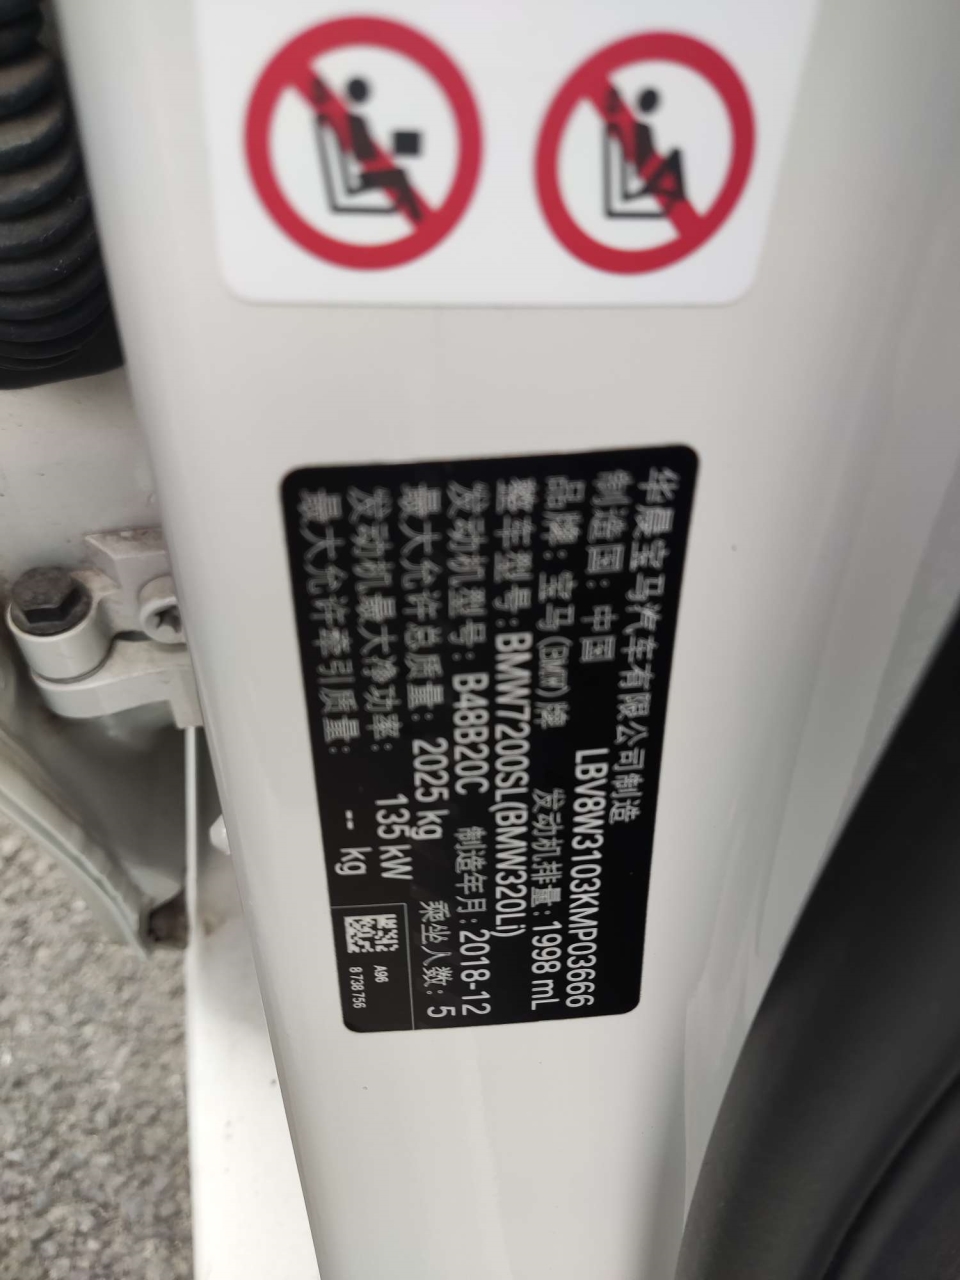 华晨宝马汽车有限公司制造
制造国：中国 LBV8W3103KMP03666
品牌：宝马(BMW)牌 发动机排量：1998 mL
整车型号：BMW7200SL(BMW320Li)
发动机型号：B48B20C 制造年月：2018-12
最大允许总质量：2025 kg 乘坐人数：5
发动机最大净功率：135 kW
最大允许牵引质量：-- kg
A96
8 738 756